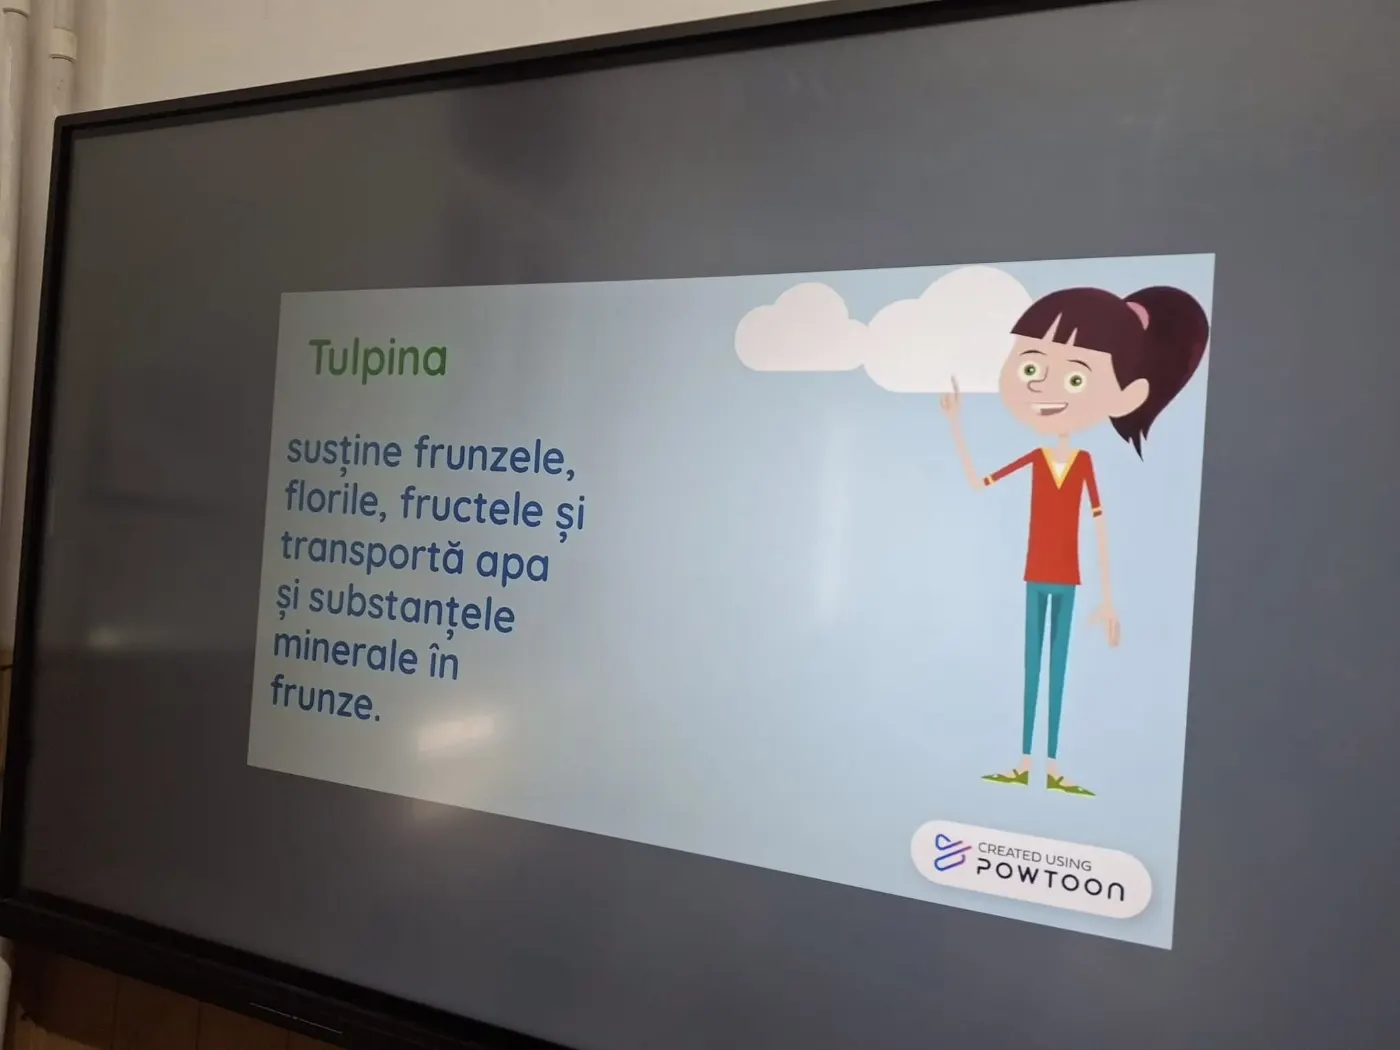 Tulpina
susține frunzele,
florile, fructele și
transportă apa
și substanțele
minerale în
frunze.
CREATED USING
POWTOON